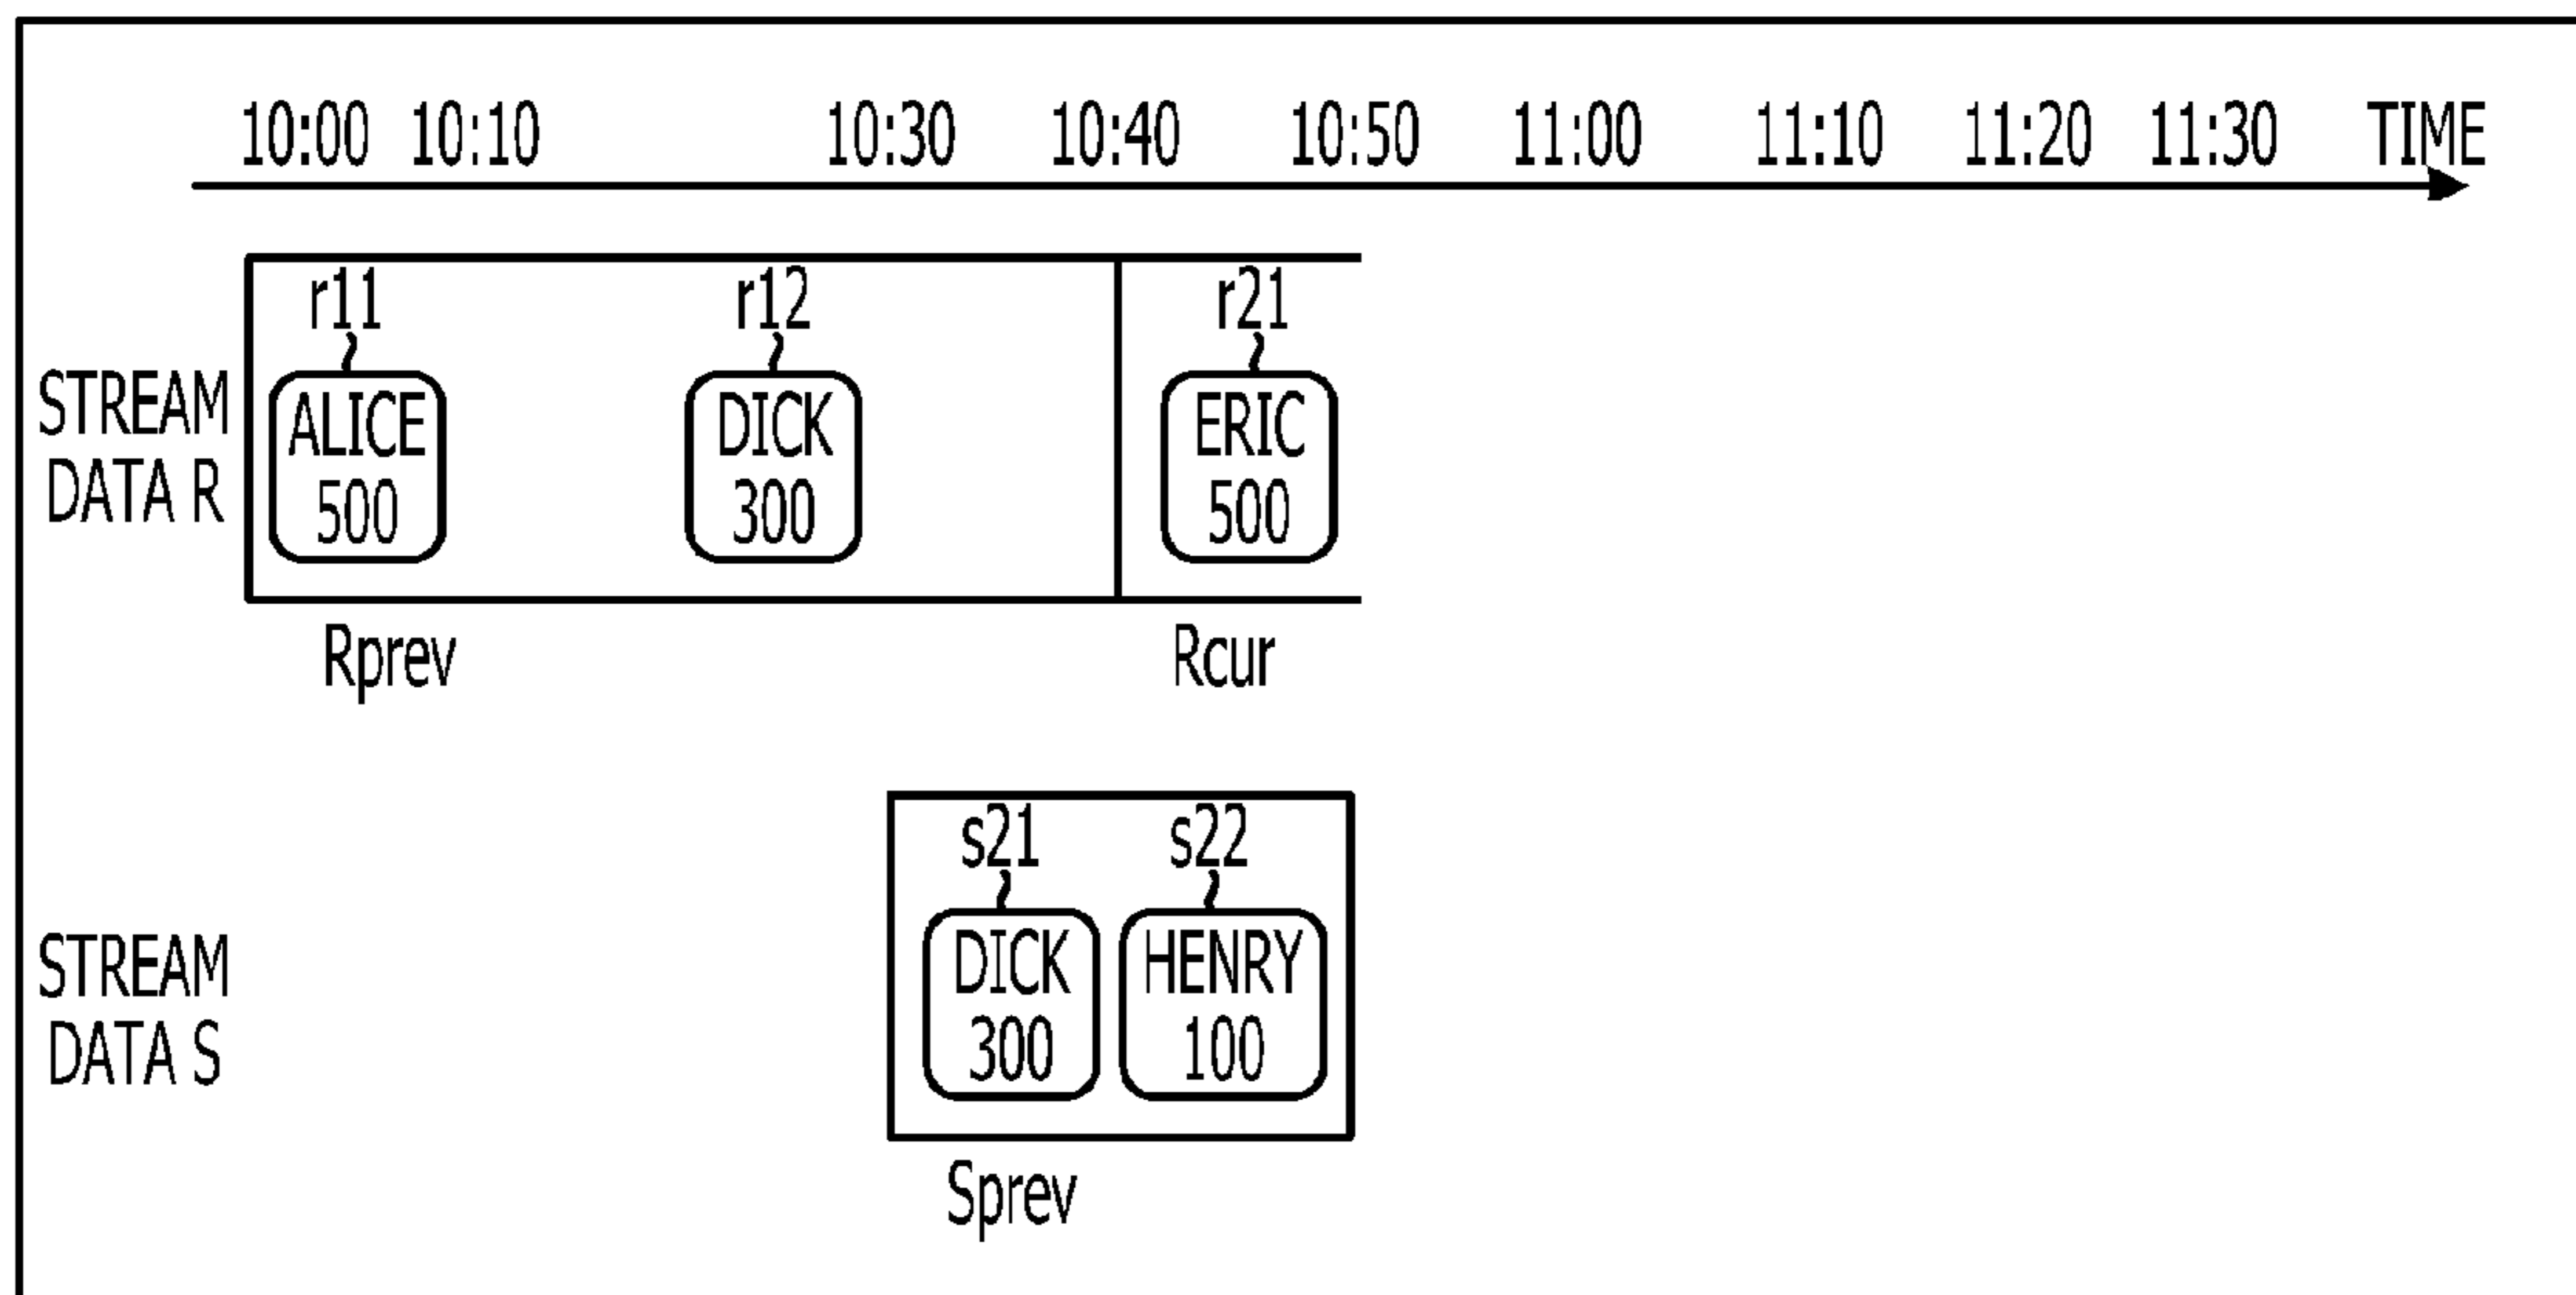 10:00 10:10 10:30 10:40 10:50 11:00 11:10 11:20 11:30 TIME
r11 r12 r21
STREAM
DATA R
ALICE
500
DICK
300
ERIC
500
Rprev Rcur
s21 s22
STREAM
DATA S
DICK
300
HENRY
100
Sprev